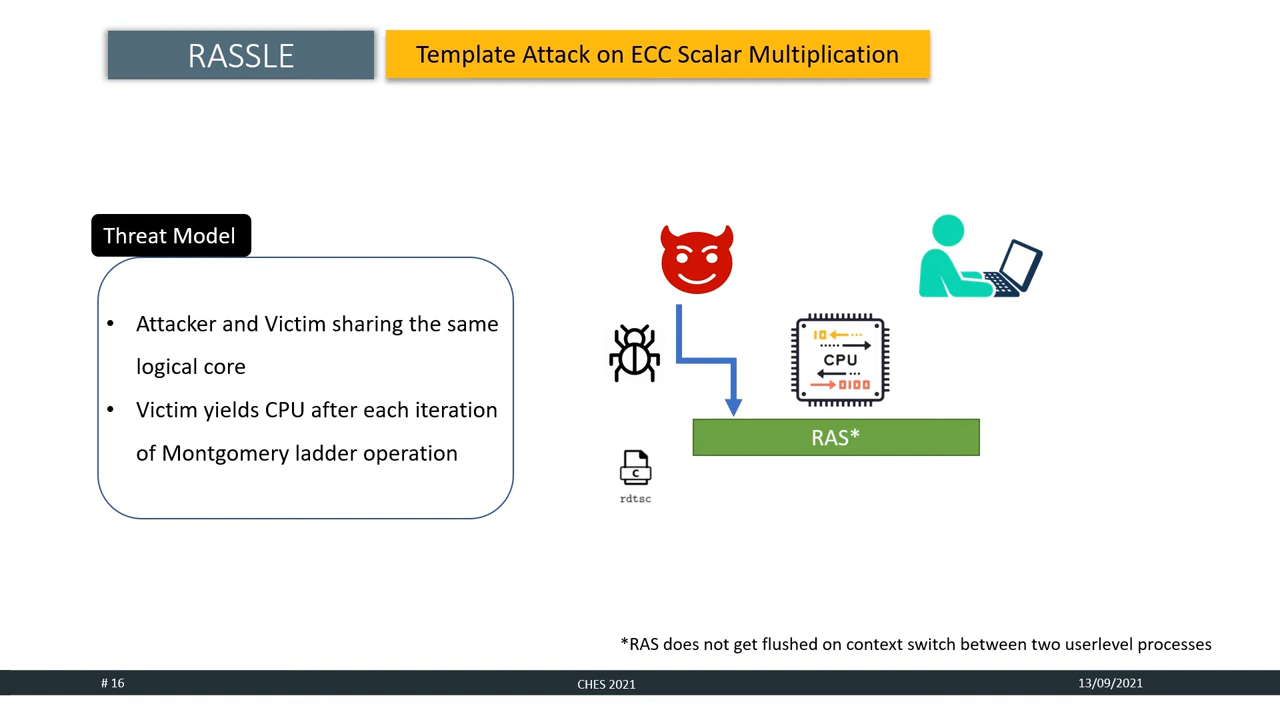 RASSLE
Template Attack on ECC Scalar Multiplication
Threat Model
• Attacker and Victim sharing the same
logical core
• Victim yields CPU after each iteration
of Montgomery ladder operation
10
CPU
0100
RAS*
C
rdtsc
*RAS does not get flushed on context switch between two userlevel processes
# 16
CHES 2021
13/09/2021